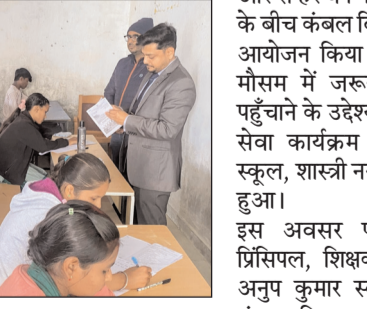 के बीच कंबल वि
आयोजन किया
मौसम में जरू
पहुँचाने के उद्देश्य
सेवा कार्यक्रम
स्कूल, शास्त्री न
हुआ।
इस अवसर प
प्रिंसिपल, शिक्षक
अनुप कुमार स